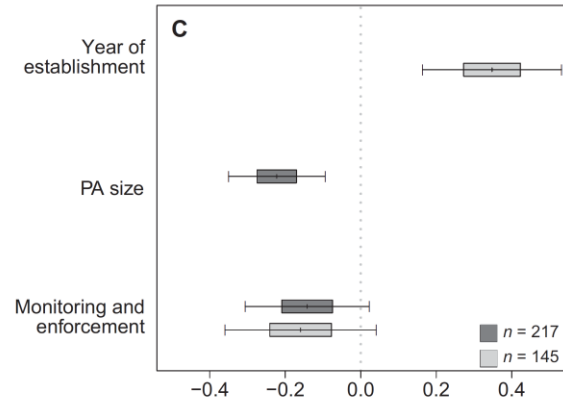 C
Year of
establishment
PA size
Monitoring and
enforcement
n = 217
n = 145
−0.4 −0.2 0.0 0.2 0.4